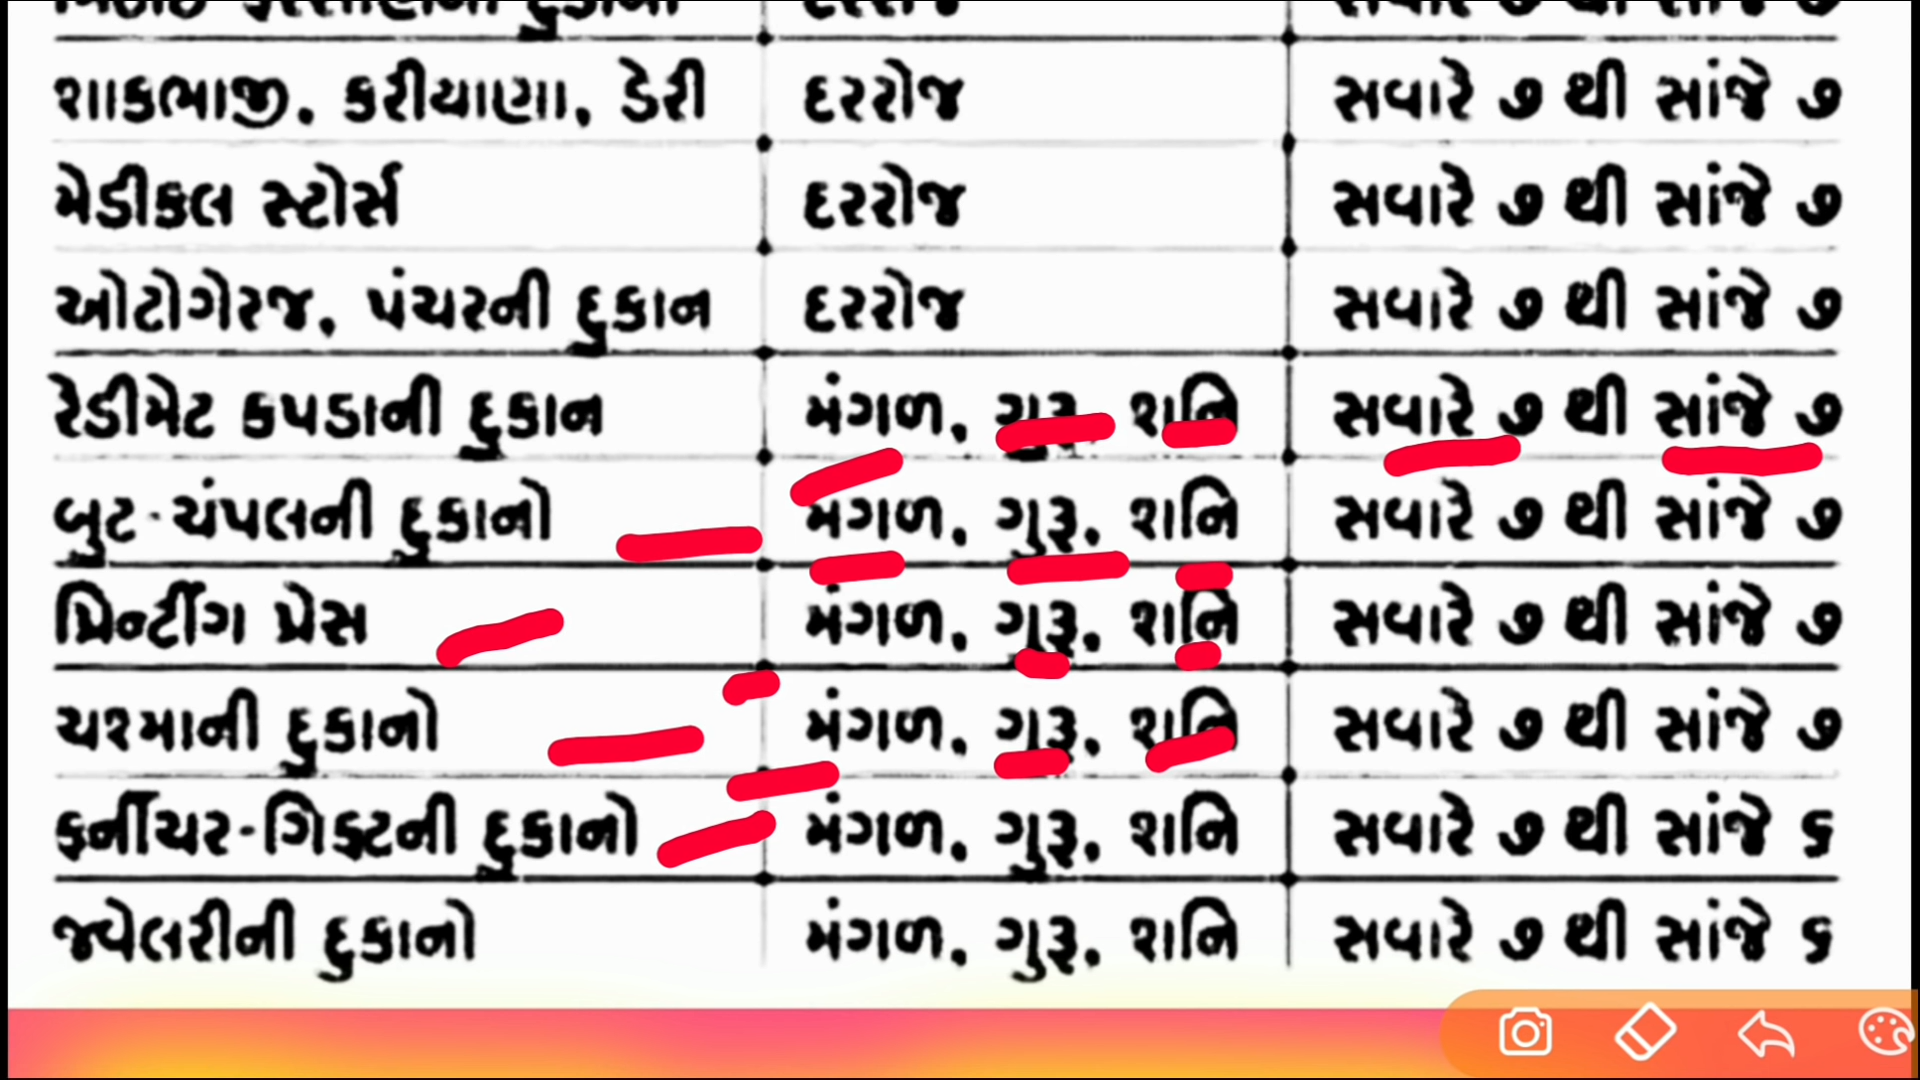 શાકભાજી, કરીયાણા, ડેરી દરરોજ સવારે ૭ થી સાંજે ૭
મેડીકલ સ્ટોર્સ દરરોજ સવારે ૭ થી સાંજે ૭
ઓટોગેરજ, પંચરની દુકાન દરરોજ સવારે ૭ થી સાંજે ૭
રેડીમેટ કપડાની દુકાન મંગળ, ગુરૂ, શનિ સવારે ૭ થી સાંજે ૭
બુટ-ચંપલની દુકાનો મંગળ, ગુરૂ, શનિ સવારે ૭ થી સાંજે ૭
પ્રિન્ટીંગ પ્રેસ મંગળ, ગુરૂ, શનિ સવારે ૭ થી સાંજે ૭
ચશ્માની દુકાનો મંગળ, ગુરૂ, શનિ સવારે ૭ થી સાંજે ૭
ફર્નીચર-ગિફ્ટની દુકાનો મંગળ, ગુરૂ, શનિ સવારે ૭ થી સાંજે ૬
જ્વેલરીની દુકાનો મંગળ, ગુરૂ, શનિ સવારે ૭ થી સાંજે ૬